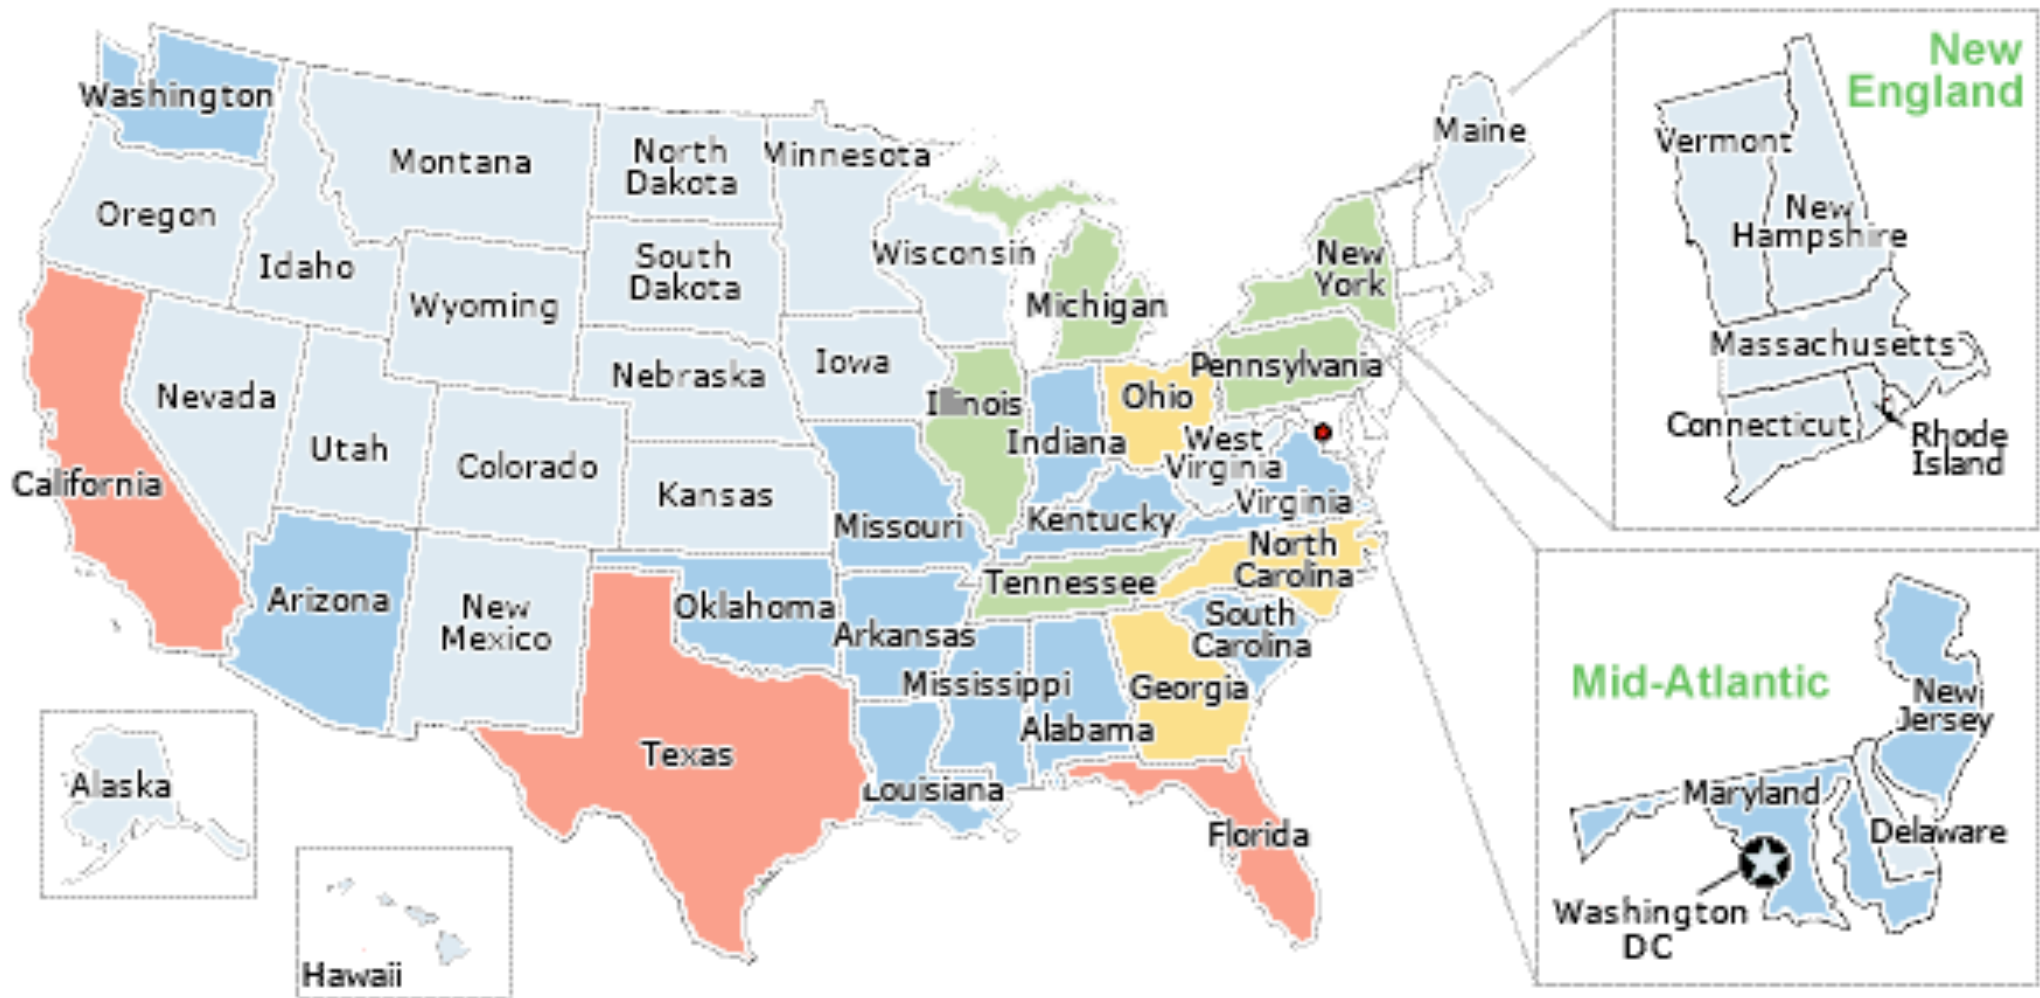 Washington
Oregon
California
Idaho
Nevada
Montana
Wyoming
Utah
Arizona
Colorado
New
Mexico
North
Dakota
South
Dakota
Nebraska
Kansas
Oklahoma
Texas
Minnesota
Iowa
Missouri
Arkansas
Louisiana
Wisconsin
Illinois
Michigan
Indiana
Ohio
Kentucky
Tennessee
Mississippi
Alabama
Georgia
Florida
South
Carolina
North
Carolina
Virginia
West
Virginia
Pennsylvania
New
York
Maine
Alaska
Hawaii
New
England
Vermont
New
Hampshire
Massachusetts
Connecticut
Rhode
Island
Mid-Atlantic
New
Jersey
Maryland
Delaware
Washington
DC